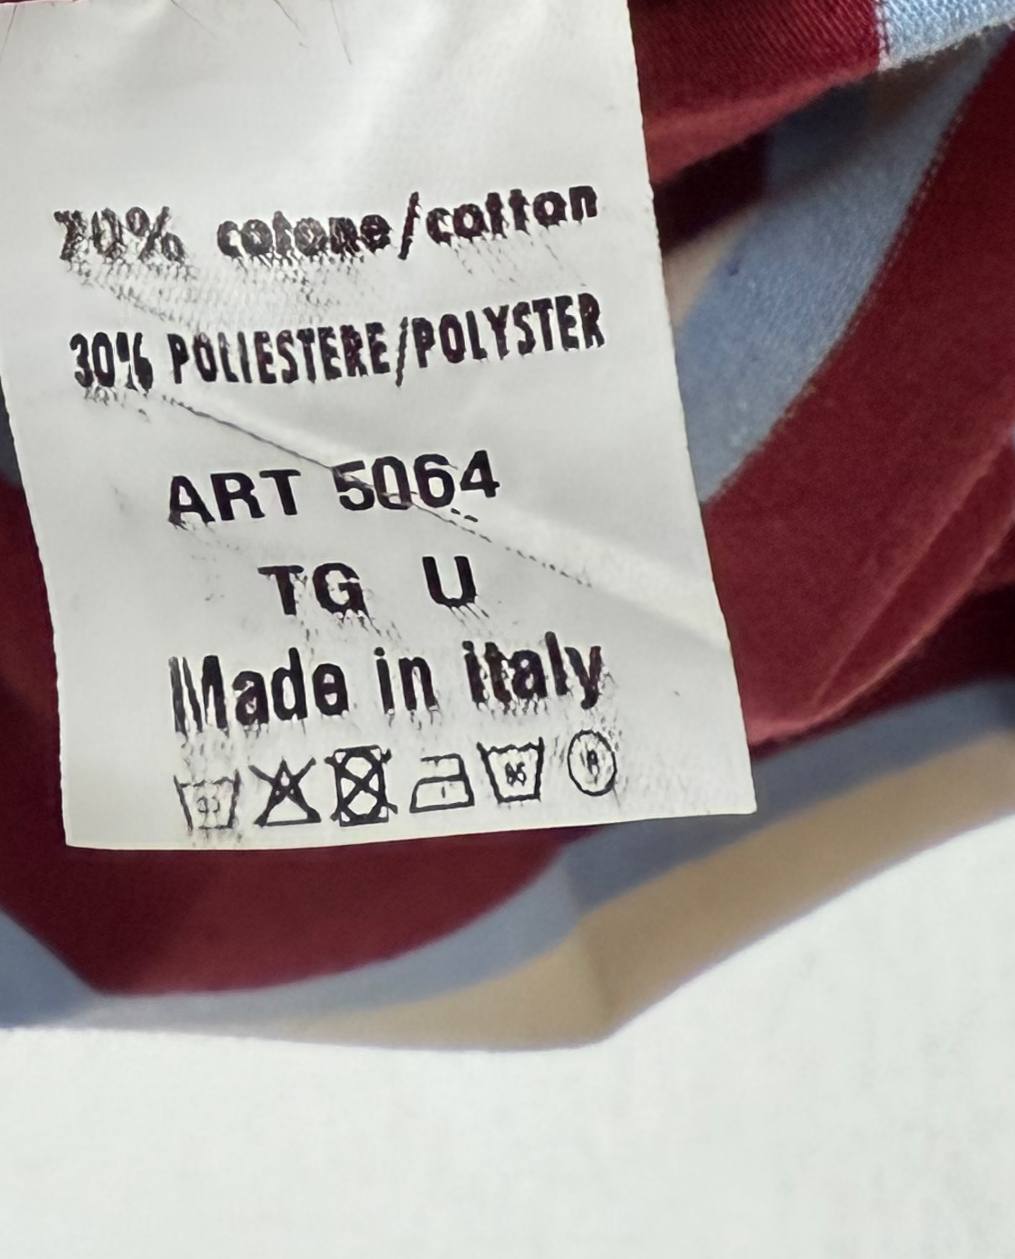 70% cotone/cotton
30% POLIESTERE/POLYSTER
ART 5064
TG U
Made in italy